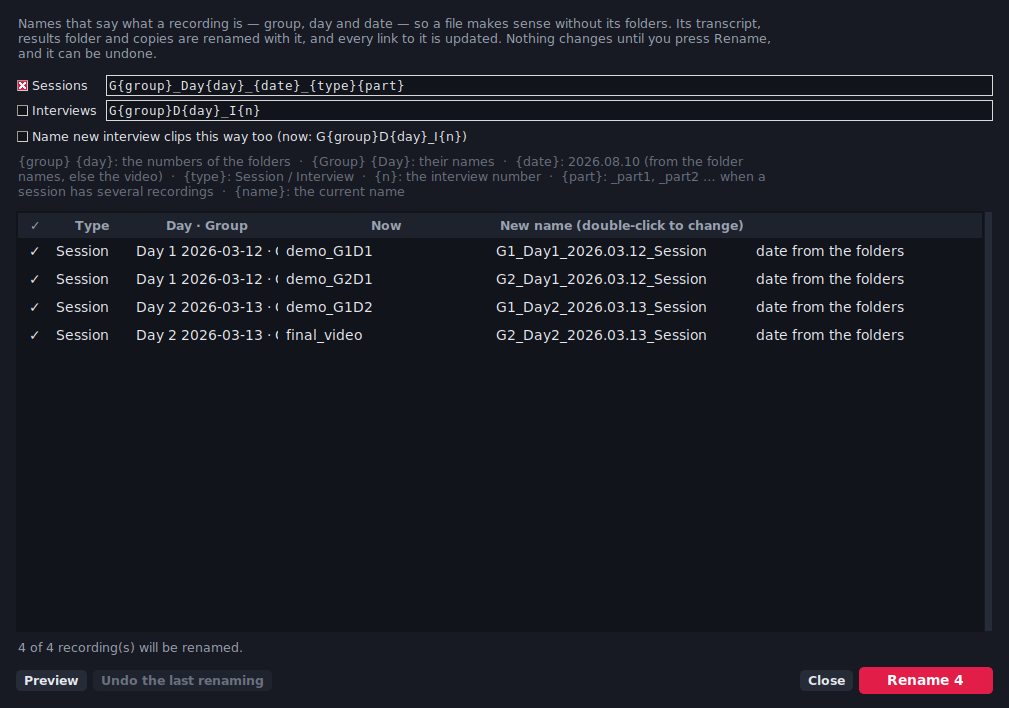 Names that say what a recording is — group, day and date — so a file makes sense without its folders. Its transcript,
results folder and copies are renamed with it, and every link to it is updated. Nothing changes until you press Rename,
and it can be undone.
Sessions G{group}_Day{day}_{date}_{type}{part}
Interviews G{group}D{day}_I{n}
Name new interview clips this way too (now: G{group}D{day}_I{n})
{group} {day}: the numbers of the folders · {Group} {Day}: their names · {date}: 2026.08.10 (from the folder
names, else the video) · {type}: Session / Interview · {n}: the interview number · {part}: _part1, _part2 … when a
session has several recordings · {name}: the current name
✓ Type Day · Group Now New name (double-click to change)
✓ Session Day 1 2026-03-12 · demo_G1D1 G1_Day1_2026.03.12_Session date from the folders
✓ Session Day 1 2026-03-12 · demo_G2D1 G2_Day1_2026.03.12_Session date from the folders
✓ Session Day 2 2026-03-13 · demo_G1D2 G1_Day2_2026.03.13_Session date from the folders
✓ Session Day 2 2026-03-13 · final_video G2_Day2_2026.03.13_Session date from the folders
4 of 4 recording(s) will be renamed.
Preview Undo the last renaming Close Rename 4